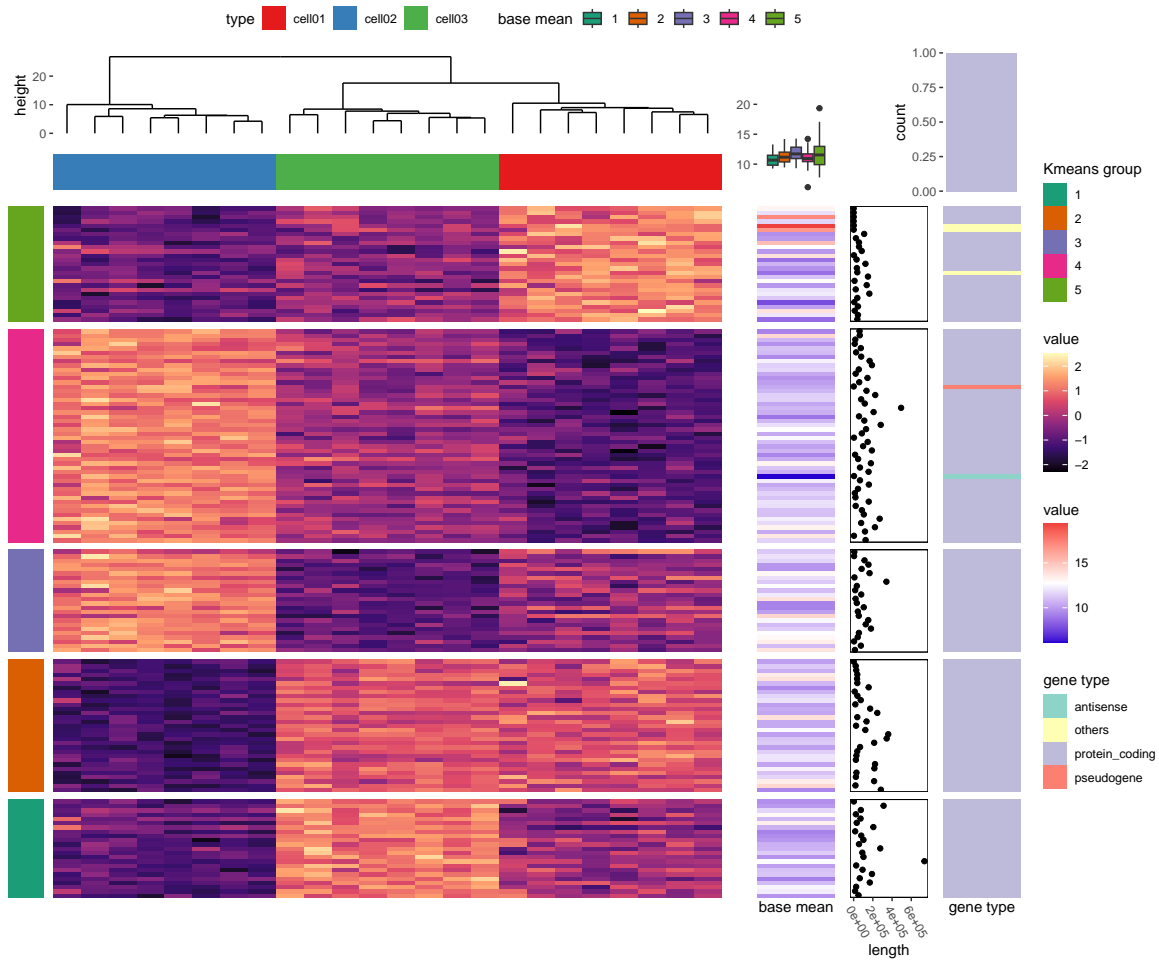 type cell01 cell02 cell03 base mean 1 2 3 4 5
height
20
10
0
20
15
10
count
1.00
0.75
0.50
0.25
0.00
Kmeans group
1
2
3
4
5
value
2
1
0
−1
−2
value
15
10
gene type
antisense
others
protein_coding
pseudogene
base mean
0e+00
2e+05
4e+05
6e+05
length
gene type